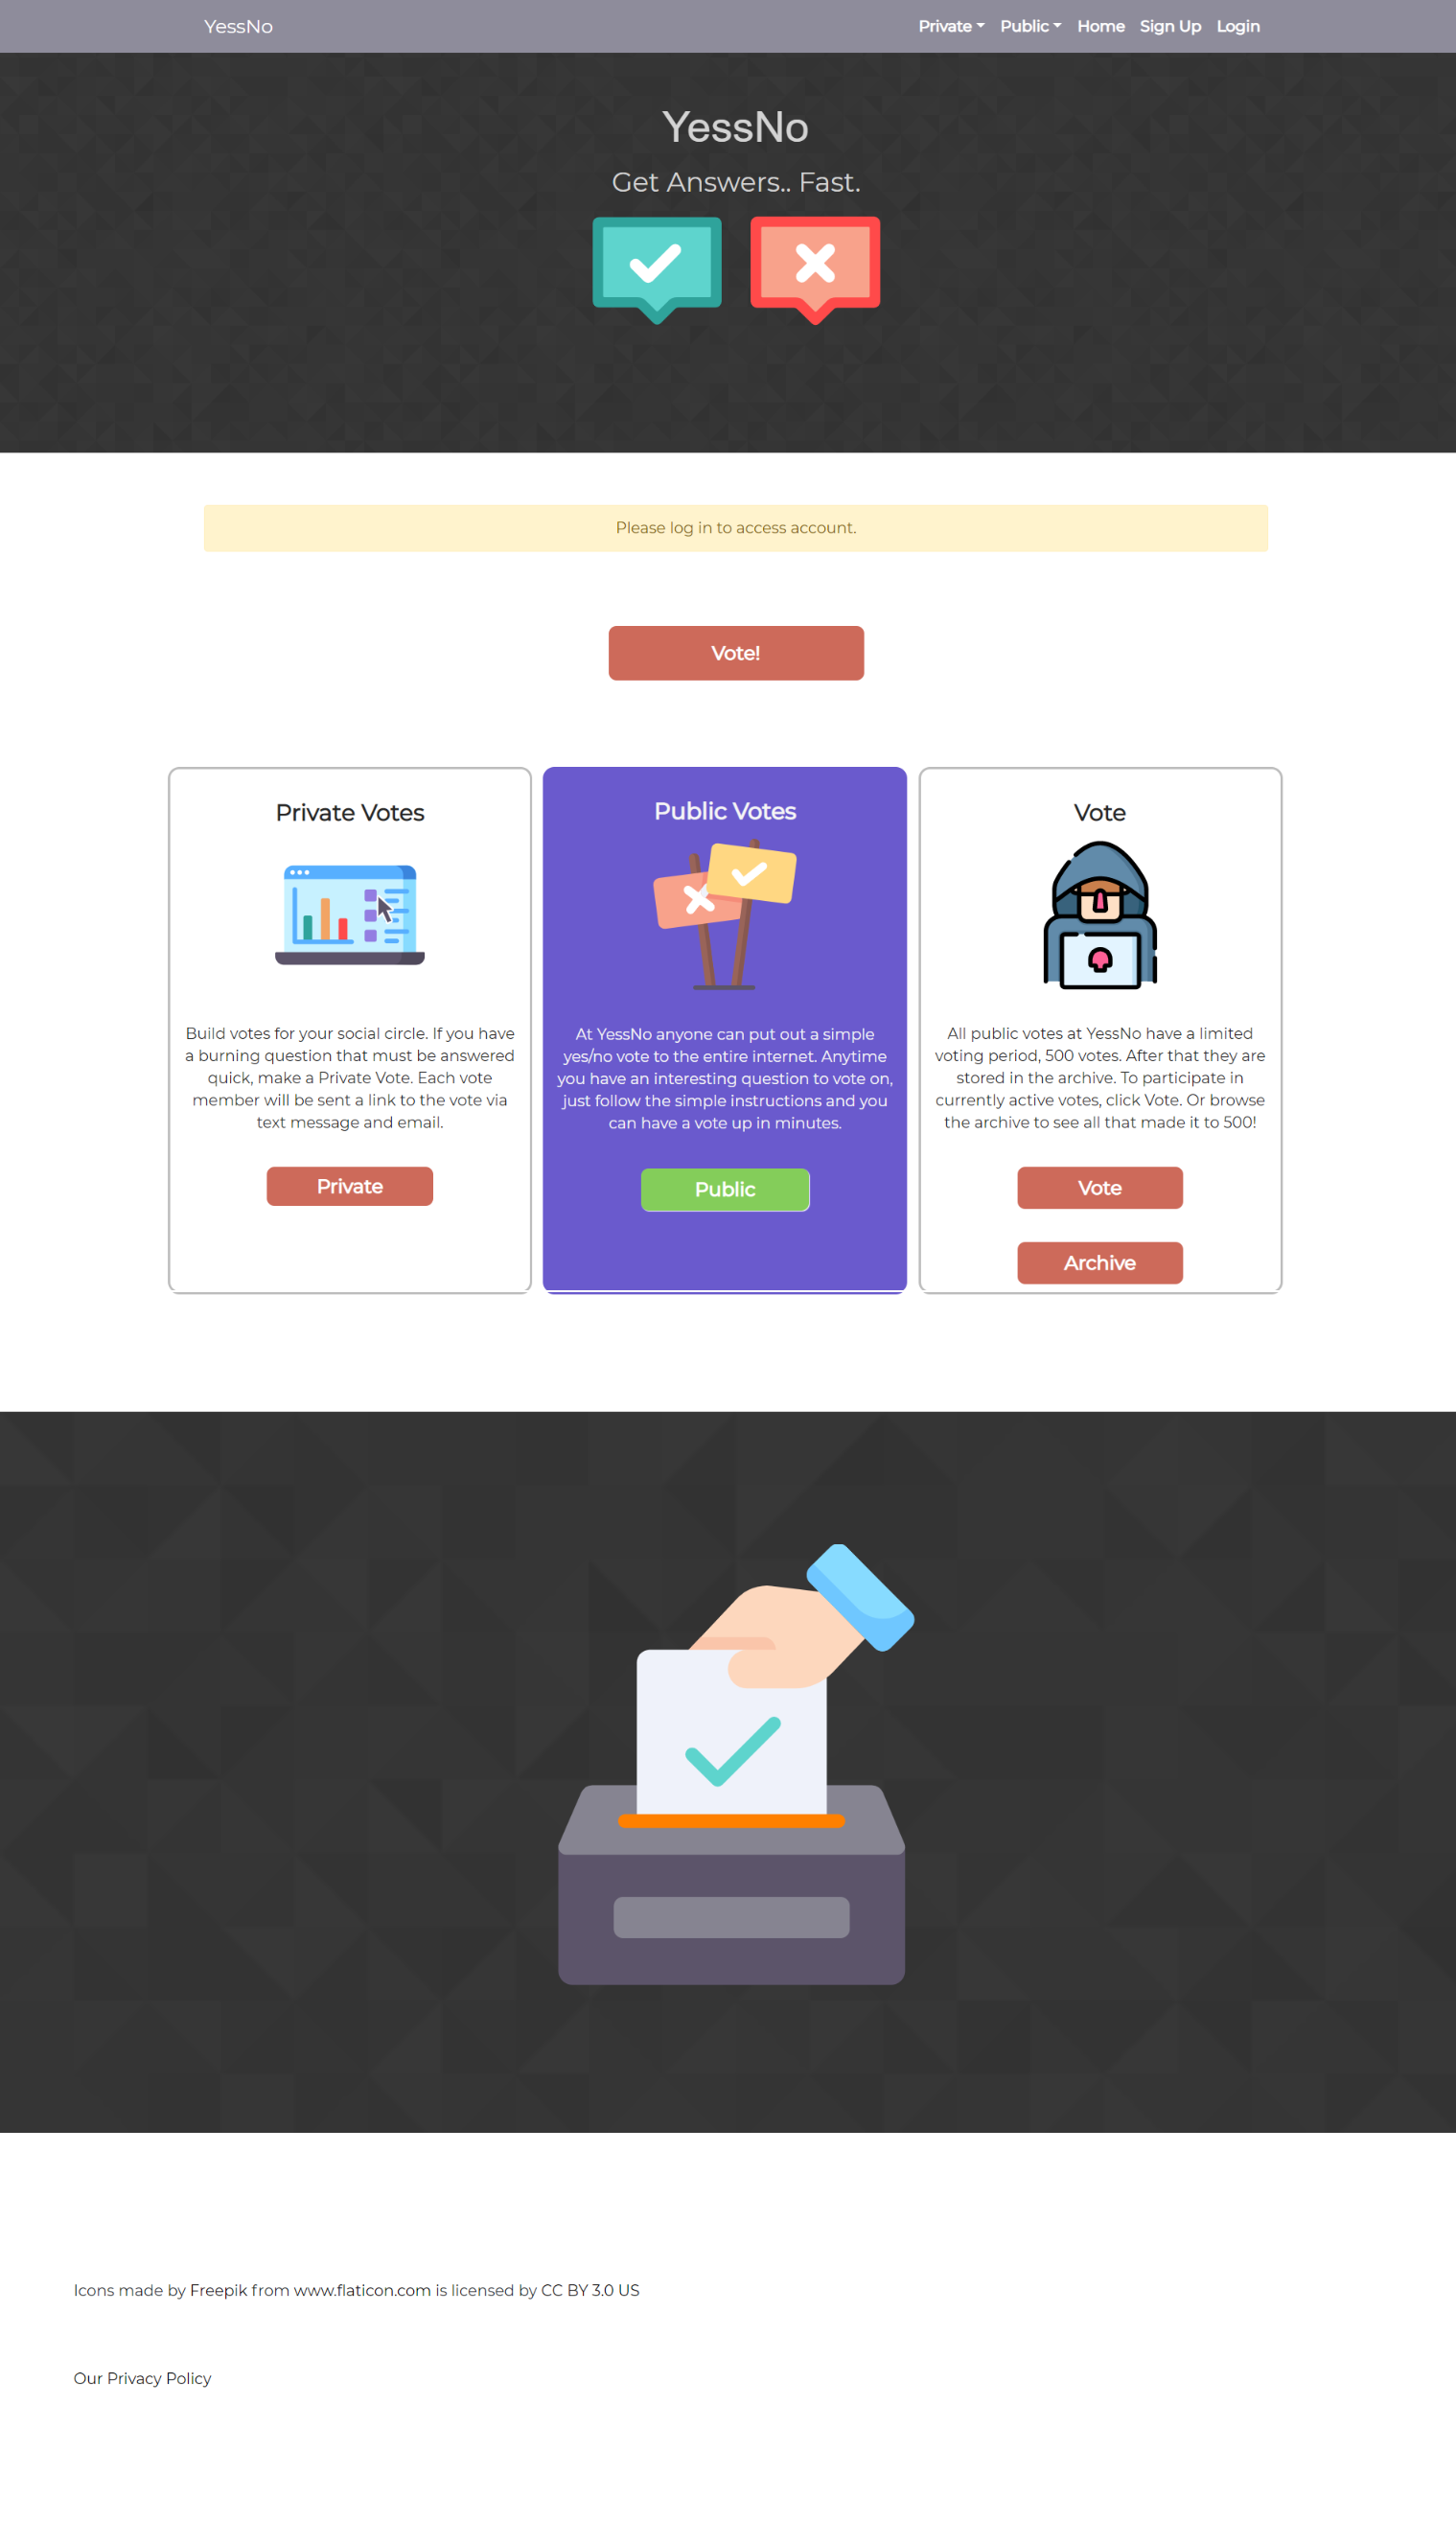 YessNo
Private Public Home Sign Up Login
YessNo
Get Answers.. Fast.
Please log in to access account.
Vote!
Private Votes
Build votes for your social circle. If you have
a burning question that must be answered
quick, make a Private Vote. Each vote
member will be sent a link to the vote via
text message and email.
Private
Public Votes
At YessNo anyone can put out a simple
yes/no vote to the entire internet. Anytime
you have an interesting question to vote on,
just follow the simple instructions and you
can have a vote up in minutes.
Public
Vote
All public votes at YessNo have a limited
voting period, 500 votes. After that they are
stored in the archive. To participate in
currently active votes, click Vote. Or browse
the archive to see all that made it to 500!
Vote
Archive
Icons made by Freepik from www.flaticon.com is licensed by CC BY 3.0 US
Our Privacy Policy